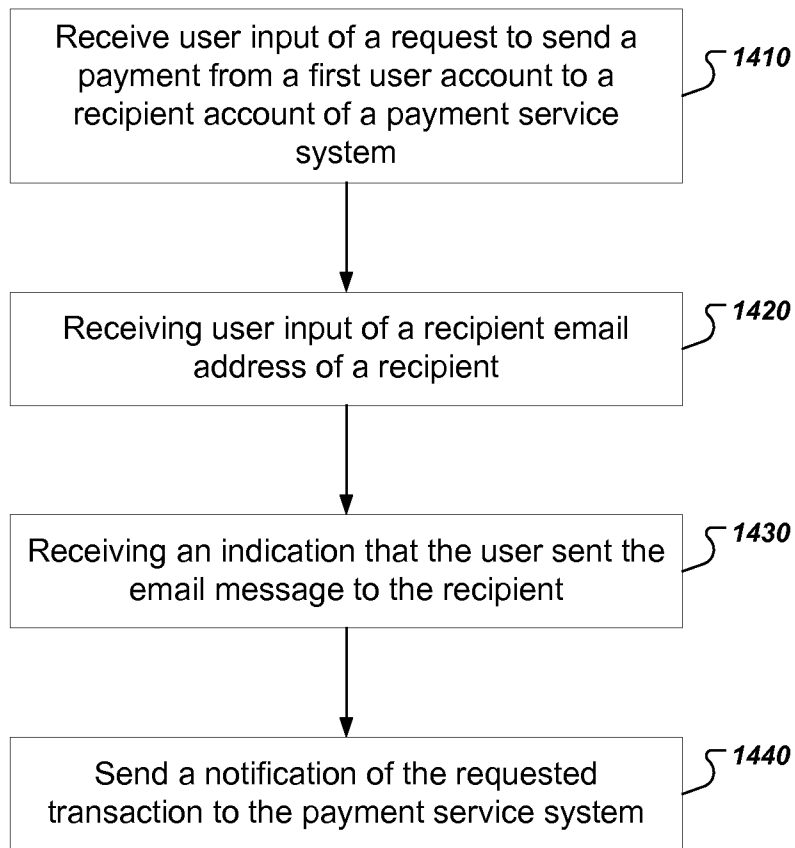 Receive user input of a request to send a
payment from a first user account to a
recipient account of a payment service
system
1410
Receiving user input of a recipient email
address of a recipient
1420
Receiving an indication that the user sent the
email message to the recipient
1430
Send a notification of the requested
transaction to the payment service system
1440